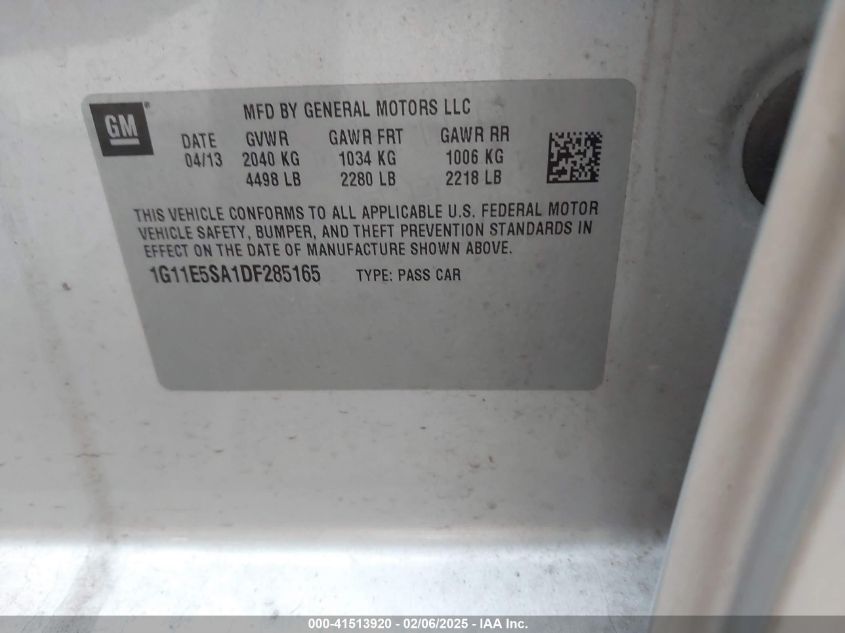 GM
MFD BY GENERAL MOTORS LLC
DATE GVWR GAWR FRT GAWR RR
04/13 2040 KG 1034 KG 1006 KG
4498 LB 2280 LB 2218 LB
THIS VEHICLE CONFORMS TO ALL APPLICABLE U.S. FEDERAL MOTOR
VEHICLE SAFETY, BUMPER, AND THEFT PREVENTION STANDARDS IN
EFFECT ON THE DATE OF MANUFACTURE SHOWN ABOVE.
1G11E5SA1DF285165 TYPE: PASS CAR
000-41513920 - 02/06/2025 - IAA Inc.